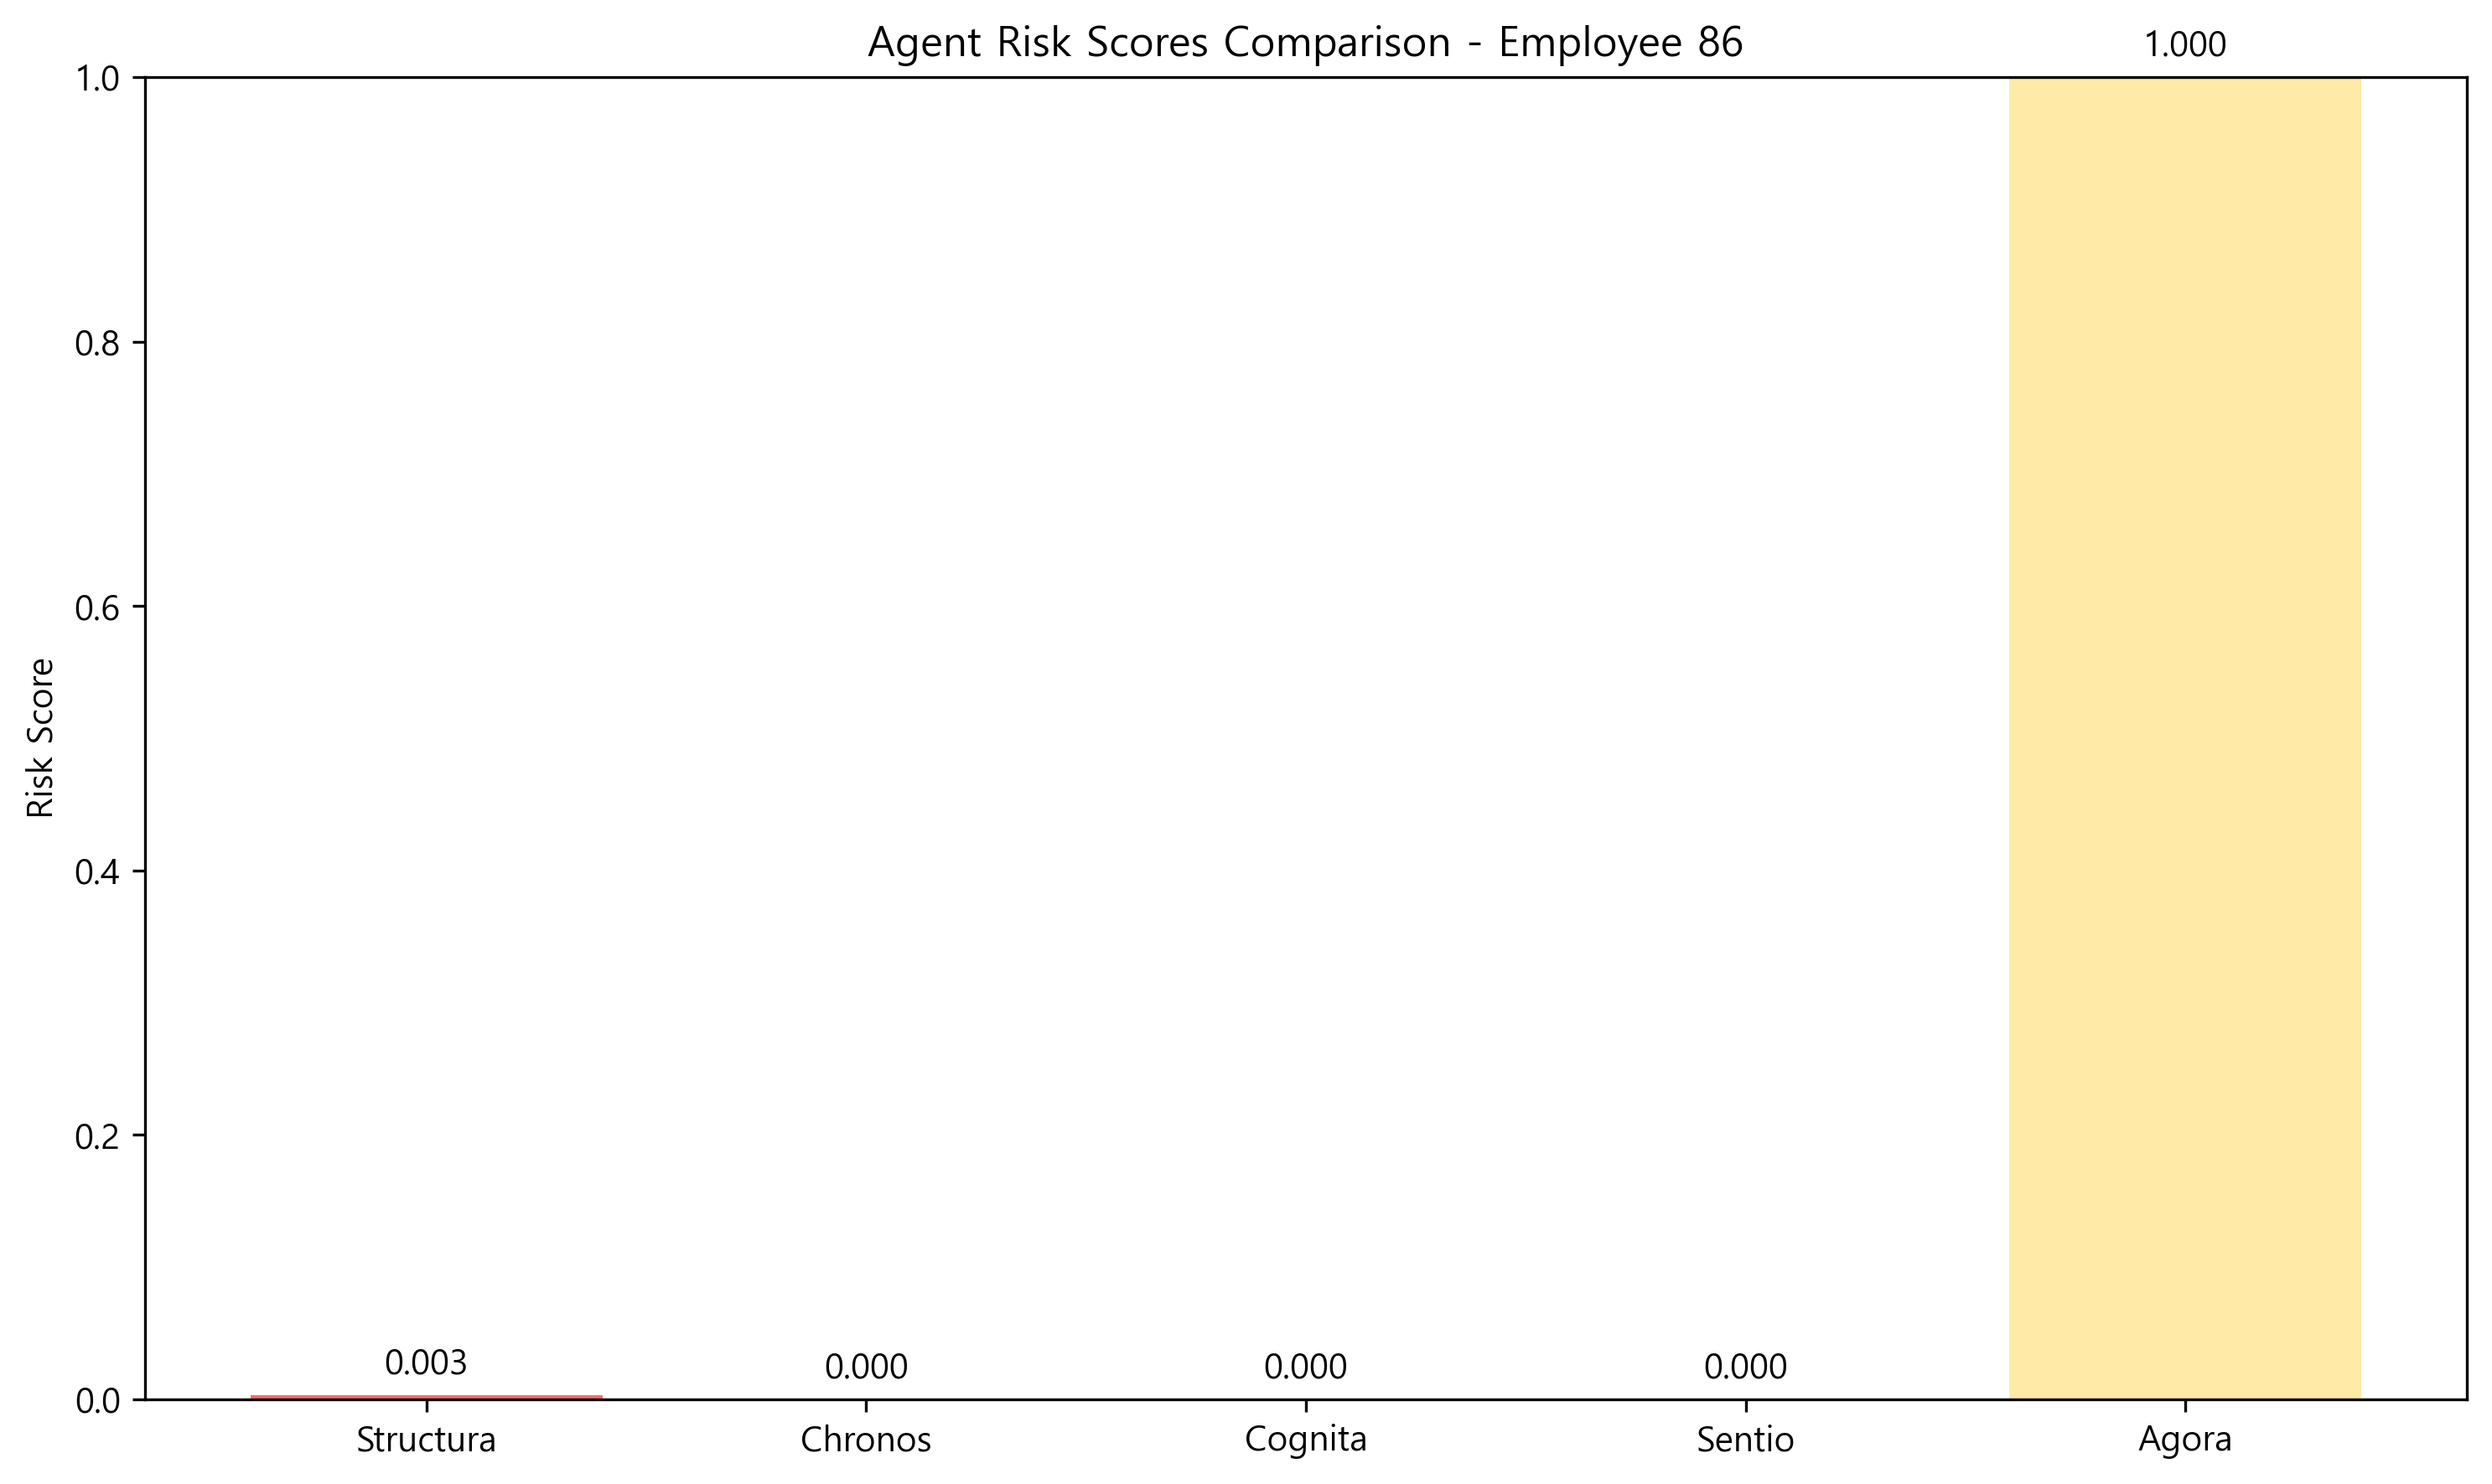 Agent Risk Scores Comparison - Employee 86
1.000
1.0
0.8
0.6
0.4
0.2
0.0
Risk Score
0.003
0.000
0.000
0.000
Structura
Chronos
Cognita
Sentio
Agora